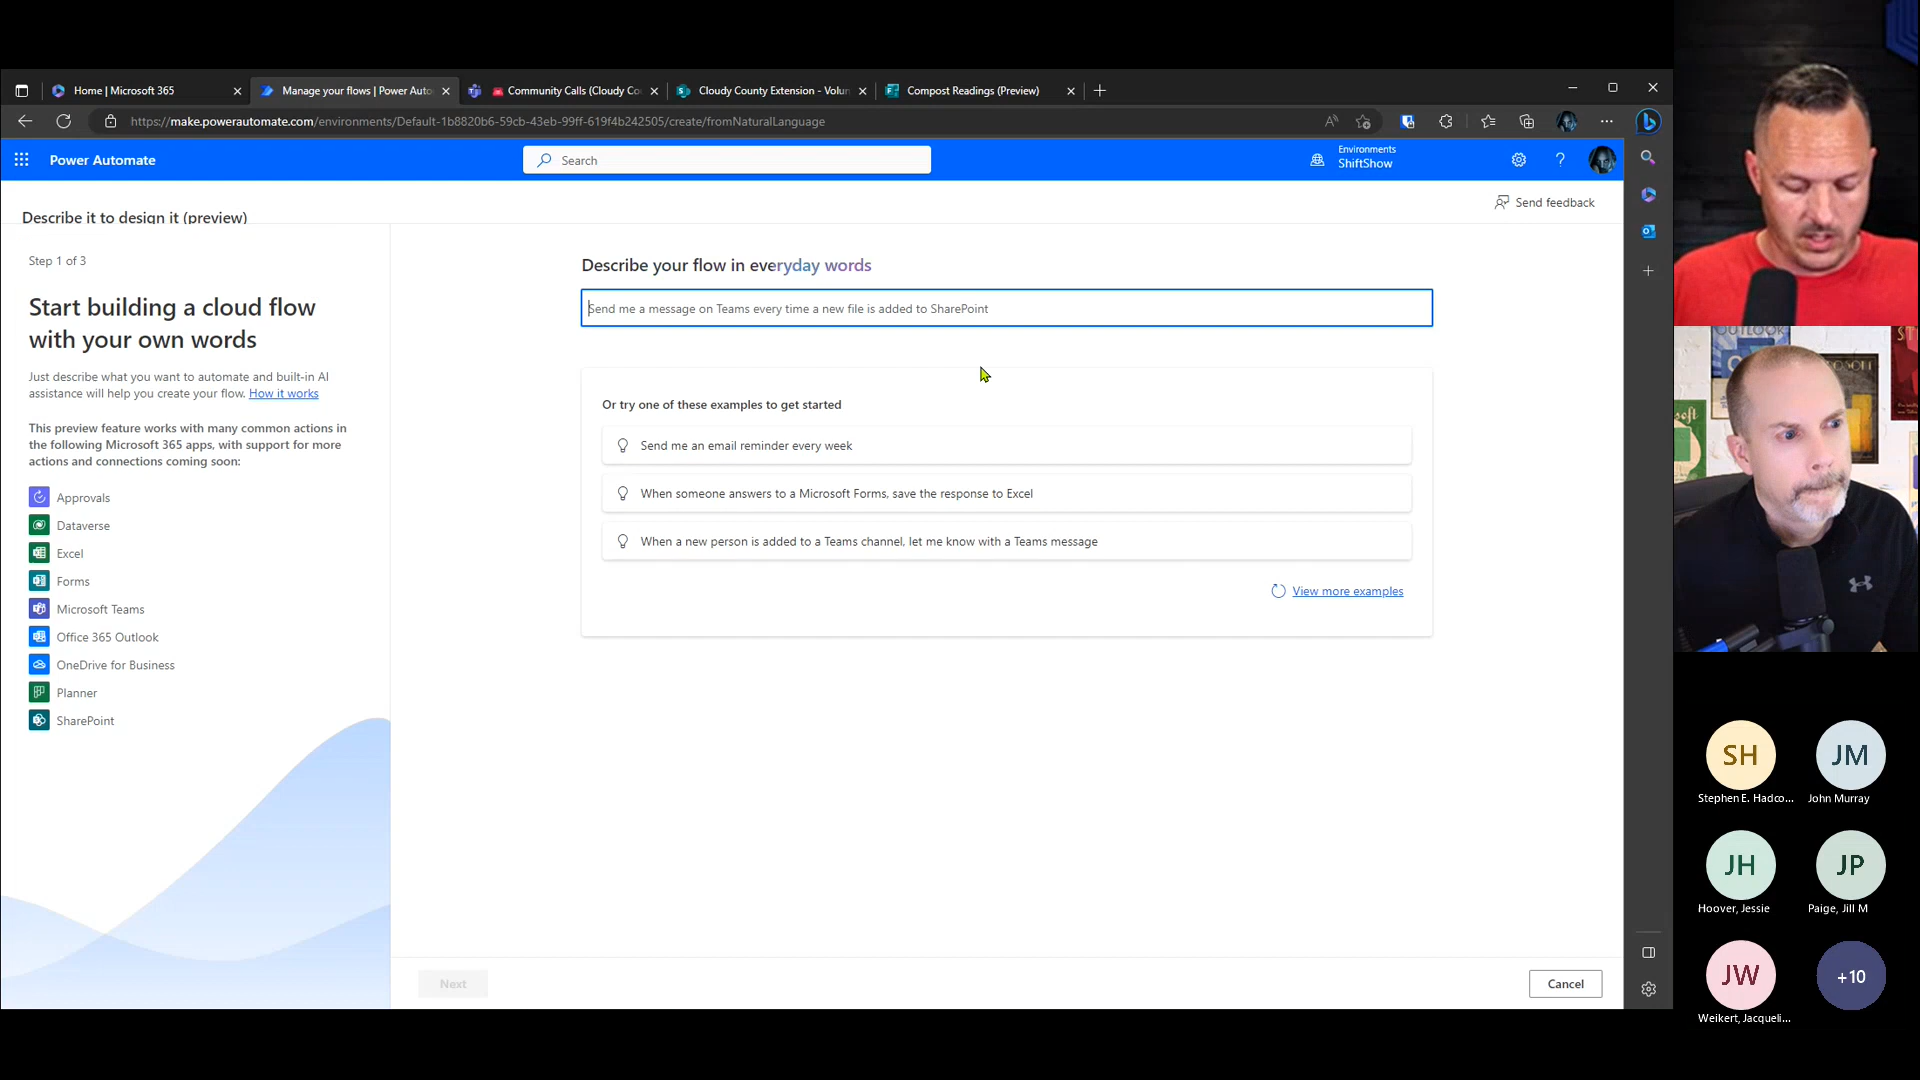 Home | Microsoft 365
Manage your flows | Power Auto
Community Calls (Cloudy Co
Cloudy County Extension - Volun
Compost Readings (Preview)
https://make.powerautomate.com/environments/Default-1b8820b6-59cb-43eb-99ff-619f4b242505/create/fromNaturalLanguage
Power Automate
Search
Environments
ShiftShow
Describe it to design it (preview)
Send feedback
Step 1 of 3
Start building a cloud flow
with your own words
Just describe what you want to automate and built-in AI
assistance will help you create your flow. How it works
This preview feature works with many common actions in
the following Microsoft 365 apps, with support for more
actions and connections coming soon:
Approvals
Dataverse
Excel
Forms
Microsoft Teams
Office 365 Outlook
OneDrive for Business
Planner
SharePoint
Describe your flow in everyday words
Send me a message on Teams every time a new file is added to SharePoint
Or try one of these examples to get started
Send me an email reminder every week
When someone answers to a Microsoft Forms, save the response to Excel
When a new person is added to a Teams channel, let me know with a Teams message
View more examples
Next
Cancel
OUTLOOK
SH
Stephen E. Hadco...
JM
John Murray
JH
Hoover, Jessie
JP
Paige, Jill M
JW
Weikert, Jacqueli...
+10